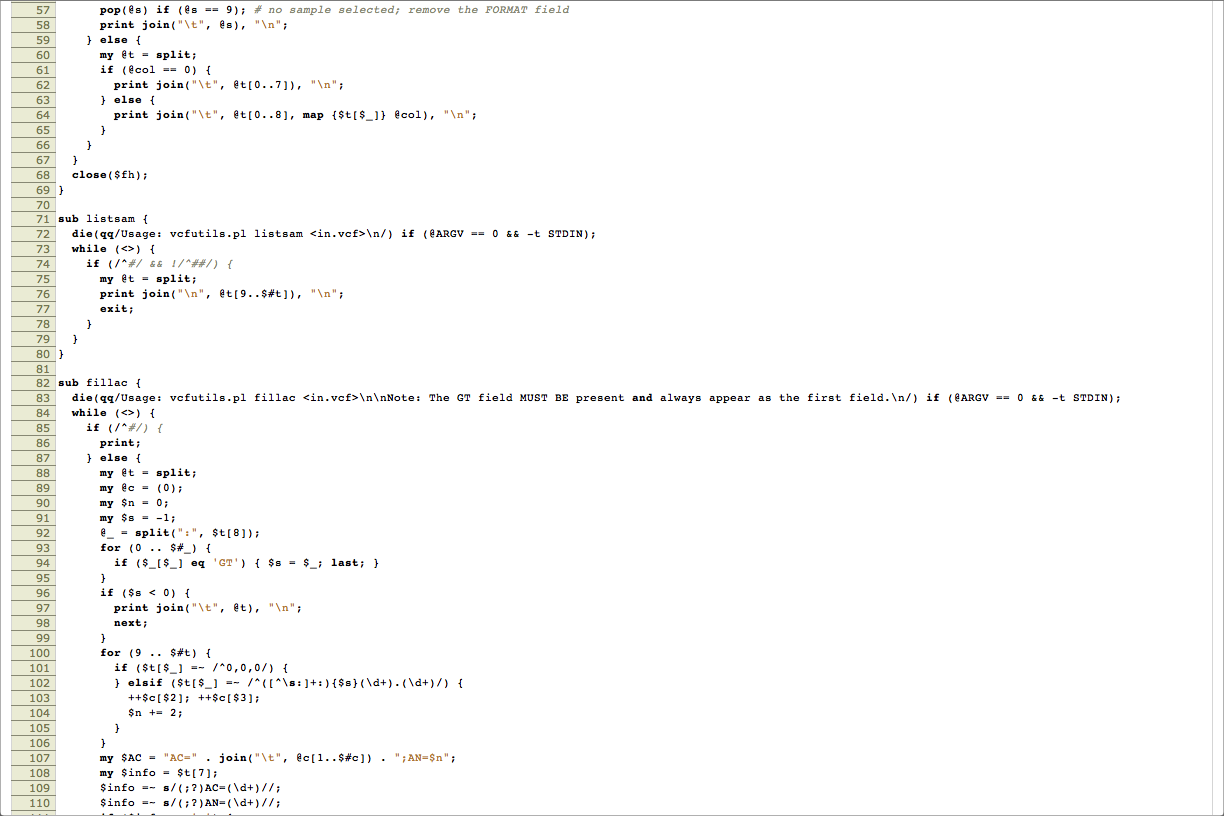 57 pop(@s) if (@s == 9); # no sample selected; remove the FORMAT field
58 print join("\t", @s), "\n";
59 } else {
60 my @t = split;
61 if (@col == 0) {
62 print join("\t", @t[0..7]), "\n";
63 } else {
64 print join("\t", @t[0..8], map {$t[$_]} @col), "\n";
65 }
66 }
67 }
68 close($fh);
69 }
70
71 sub listsam {
72 die(qq/Usage: vcfutils.pl listsam <in.vcf>\n/) if (@ARGV == 0 && -t STDIN);
73 while (<>) {
74 if (/^#/ && !/^##/) {
75 my @t = split;
76 print join("\n", @t[9..$#t]), "\n";
77 exit;
78 }
79 }
80 }
81
82 sub fillac {
83 die(qq/Usage: vcfutils.pl fillac <in.vcf>\n\nNote: The GT field MUST BE present and always appear as the first field.\n/) if (@ARGV == 0 && -t STDIN);
84 while (<>) {
85 if (/^#/) {
86 print;
87 } else {
88 my @t = split;
89 my @c = (0);
90 my $n = 0;
91 my $s = -1;
92 @_ = split(":", $t[8]);
93 for (0 .. $#_) {
94 if ($_[$_] eq 'GT') { $s = $_; last; }
95 }
96 if ($s < 0) {
97 print join("\t", @t), "\n";
98 next;
99 }
100 for (9 .. $#t) {
101 if ($t[$_] =~ /^0,0,0/) {
102 } elsif ($t[$_] =~ /^([^\s:]+:){$s}(\d+).(\d+)/) {
103 ++$c[$2]; ++$c[$3];
104 $n += 2;
105 }
106 }
107 my $AC = "AC=" . join("\t", @c[1..$#c]) . ";AN=$n";
108 my $info = $t[7];
109 $info =~ s/(;?)AC=(\d+)//;
110 $info =~ s/(;?)AN=(\d+)//;